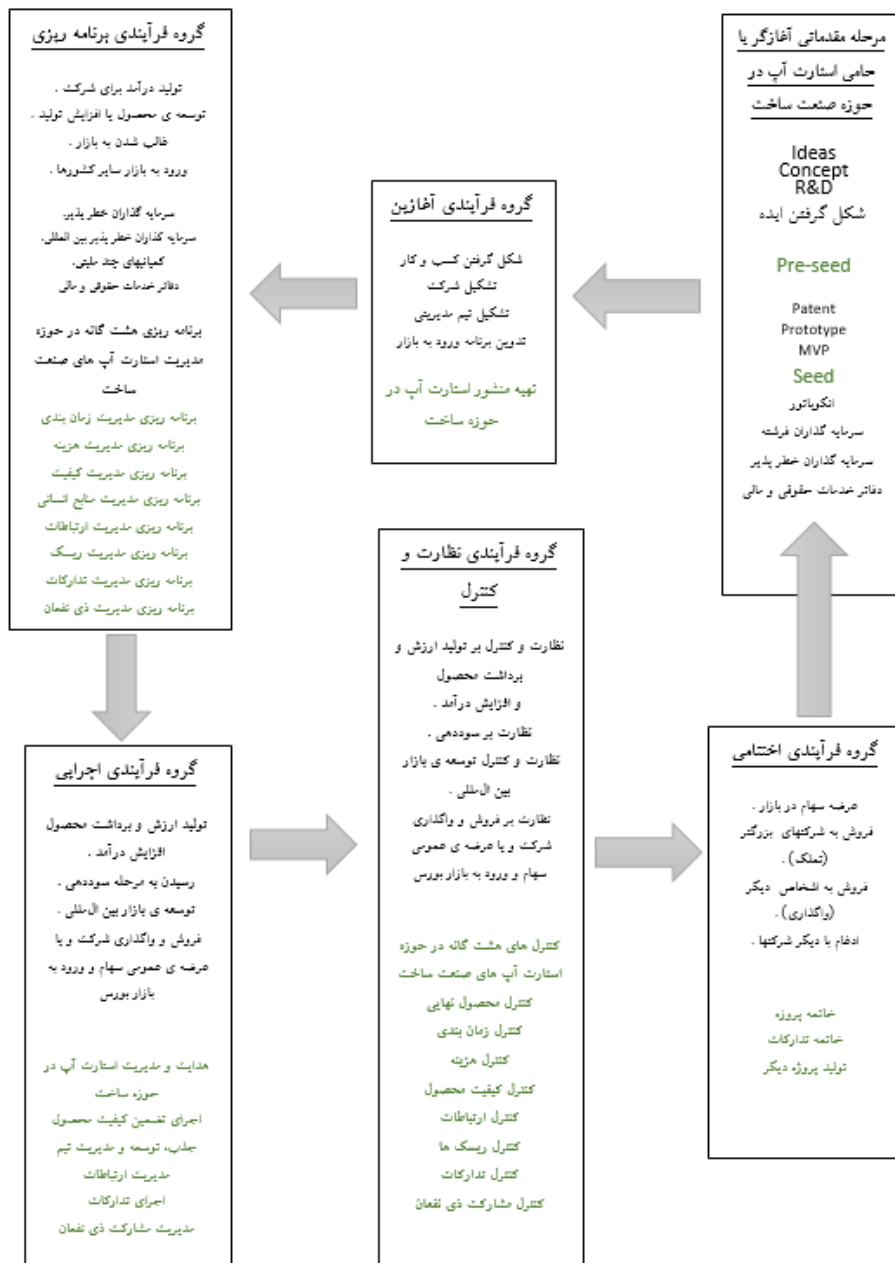 مرحله مقدماتی آغازگر یا
حامی استارت آپ در
حوزه صنعت ساخت
Ideas
Concept
R&D
شکل گرفتن ایده
Pre-seed
Patent
Prototype
MVP
Seed
انکوباتور
سرمایه گذاران فرشته
سرمایه گذاران خطر پذیر
دفاتر خدمات حقوقی و مالی
گروه فرآیندی آغازین
شکل گرفتن کسب و کار
تشکیل شرکت
تشکیل تیم مدیریتی
تدوین برنامه ورود به بازار
تهیه منشور استارت آپ در
حوزه ساخت
گروه فرآیندی برنامه ریزی
تولید درآمد برای شرکت .
توسعه ی محصول یا افزایش تولید .
غالب شدن به بازار .
ورود به بازار سایر کشورها .
سرمایه گذاران خطر پذیر.
سرمایه گذاران خطر پذیر بین المللی.
کمپانیهای چند ملیتی.
دفاتر خدمات حقوقی و مالی
برنامه ریزی هشت گانه در حوزه
مدیریت استارت آپ های صنعت
ساخت
برنامه ریزی مدیریت زمان بندی
برنامه ریزی مدیریت هزینه
برنامه ریزی مدیریت کیفیت
برنامه ریزی مدیریت منابع انسانی
برنامه ریزی مدیریت ارتباطات
برنامه ریزی مدیریت ریسک
برنامه ریزی مدیریت تدارکات
برنامه ریزی مدیریت ذی نفعان
گروه فرآیندی اجرایی
تولید ارزش و برداشت محصول
افزایش درآمد .
رسیدن به مرحله سوددهی .
توسعه ی بازار بین المللی .
فروش و واگذاری شرکت و یا
عرضه ی عمومی سهام و ورود به
بازار بورس
هدایت و مدیریت استارت آپ در
حوزه ساخت
اجرای تضمین کیفیت محصول
جذب، توسعه و مدیریت تیم
مدیریت ارتباطات
اجرای تدارکات
مدیریت مشارکت ذی نفعان
گروه فرآیندی نظارت و
کنترل
نظارت و کنترل بر تولید ارزش و
برداشت محصول
و افزایش درآمد .
نظارت بر سوددهی .
نظارت و کنترل توسعه ی بازار
بین المللی .
نظارت بر فروش و واگذاری
شرکت و یا عرضه ی عمومی
سهام و ورود به بازار بورس
کنترل های هشت گانه در حوزه
استارت آپ های صنعت ساخت
کنترل محصول نهایی
کنترل زمان بندی
کنترل هزینه
کنترل کیفیت محصول
کنترل ارتباطات
کنترل ریسک ها
کنترل تدارکات
کنترل مشارکت ذی نفعان
گروه فرآیندی اختتامی
عرضه سهام در بازار .
فروش به شرکتهای بزرگتر
(تملک) .
فروش به اشخاص دیگر
(واگذاری) .
ادغام با دیگر شرکتها .
خاتمه پروژه
خاتمه تدارکات
تولید پروژه دیگر